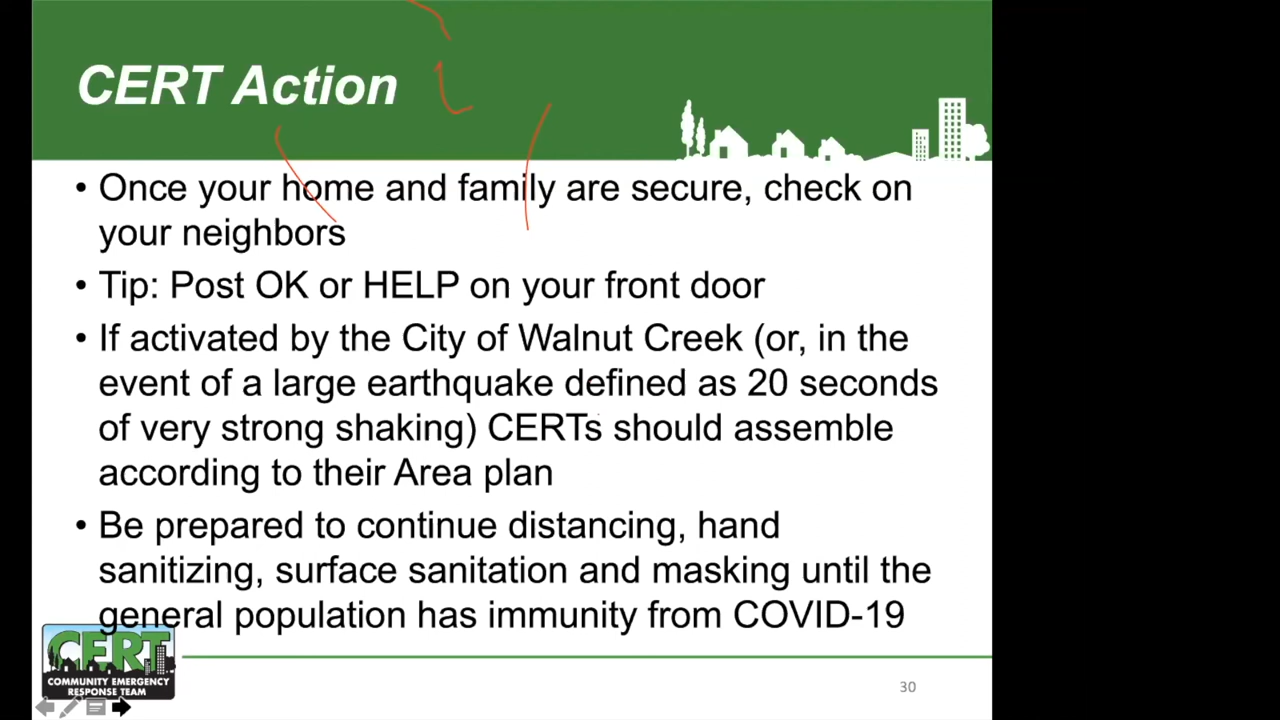 CERT Action
• Once your home and family are secure, check on
your neighbors
• Tip: Post OK or HELP on your front door
• If activated by the City of Walnut Creek (or, in the
event of a large earthquake defined as 20 seconds
of very strong shaking) CERTs should assemble
according to their Area plan
• Be prepared to continue distancing, hand
sanitizing, surface sanitation and masking until the
general population has immunity from COVID-19
CERT
COMMUNITY EMERGENCY
RESPONSE TEAM
30